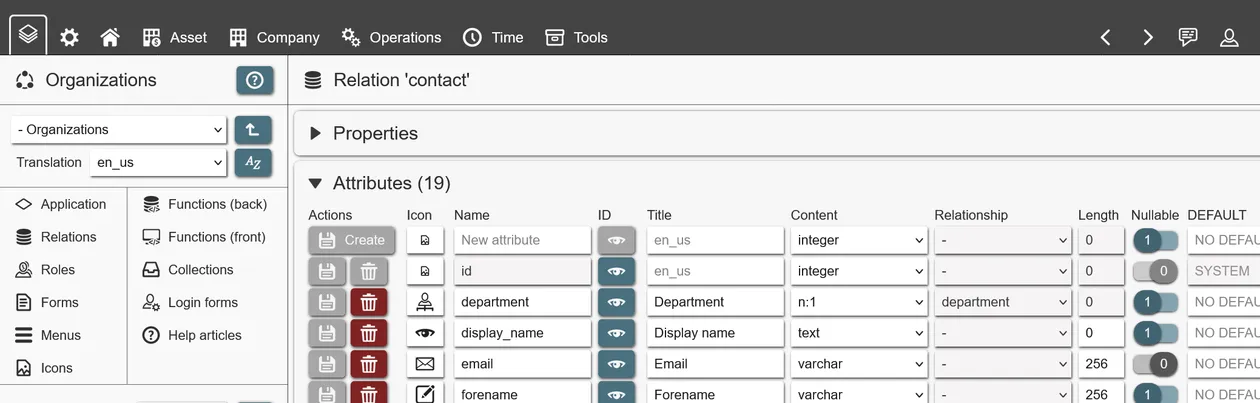 Asset Company Operations Time Tools
Organizations
Relation 'contact'
- Organizations
Properties
Translation en_us AZ
Attributes (19)
Application Functions (back)
Relations Functions (front)
Roles Collections
Forms Login forms
Menus Help articles
Icons
Actions Icon Name ID Title Content Relationship Length Nullable DEFAULT
Create New attribute en_us integer - 0 1 NO DEFAU
id en_us integer - 0 0 SYSTEM
department Department n:1 department 0 1 NO DEFAU
display_name Display name text - 0 1 NO DEFAU
email Email varchar - 256 0 NO DEFAU
forename Forename varchar - 256 1 NO DEFAU